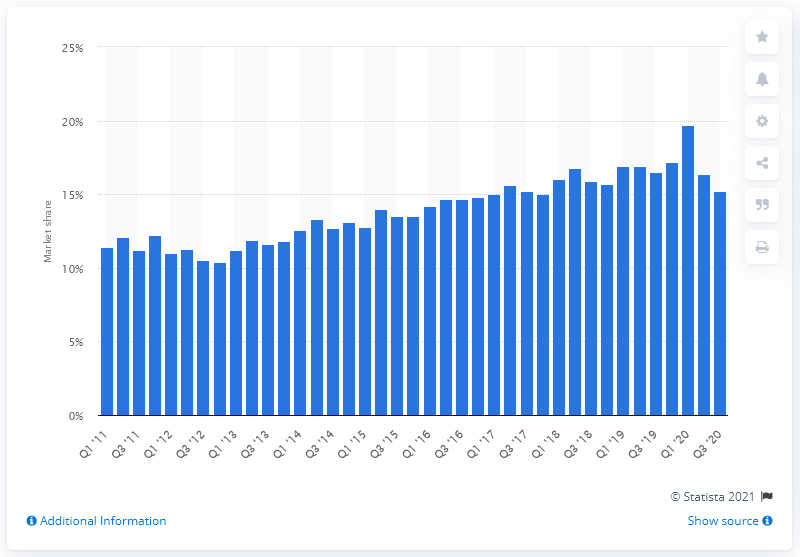 25%
20%
15%
10%
5%
0%
Market share
Q1 '11
Q3 '11
Q1 '12
Q3 '12
Q1 '13
Q3 '13
Q1 '14
Q3 '14
Q1 '15
Q3 '15
Q1 '16
Q3 '16
Q1 '17
Q3 '17
Q1 '18
Q3 '18
Q1 '19
Q3 '19
Q1 '20
Q3 '20
© Statista 2021
Additional Information
Show source